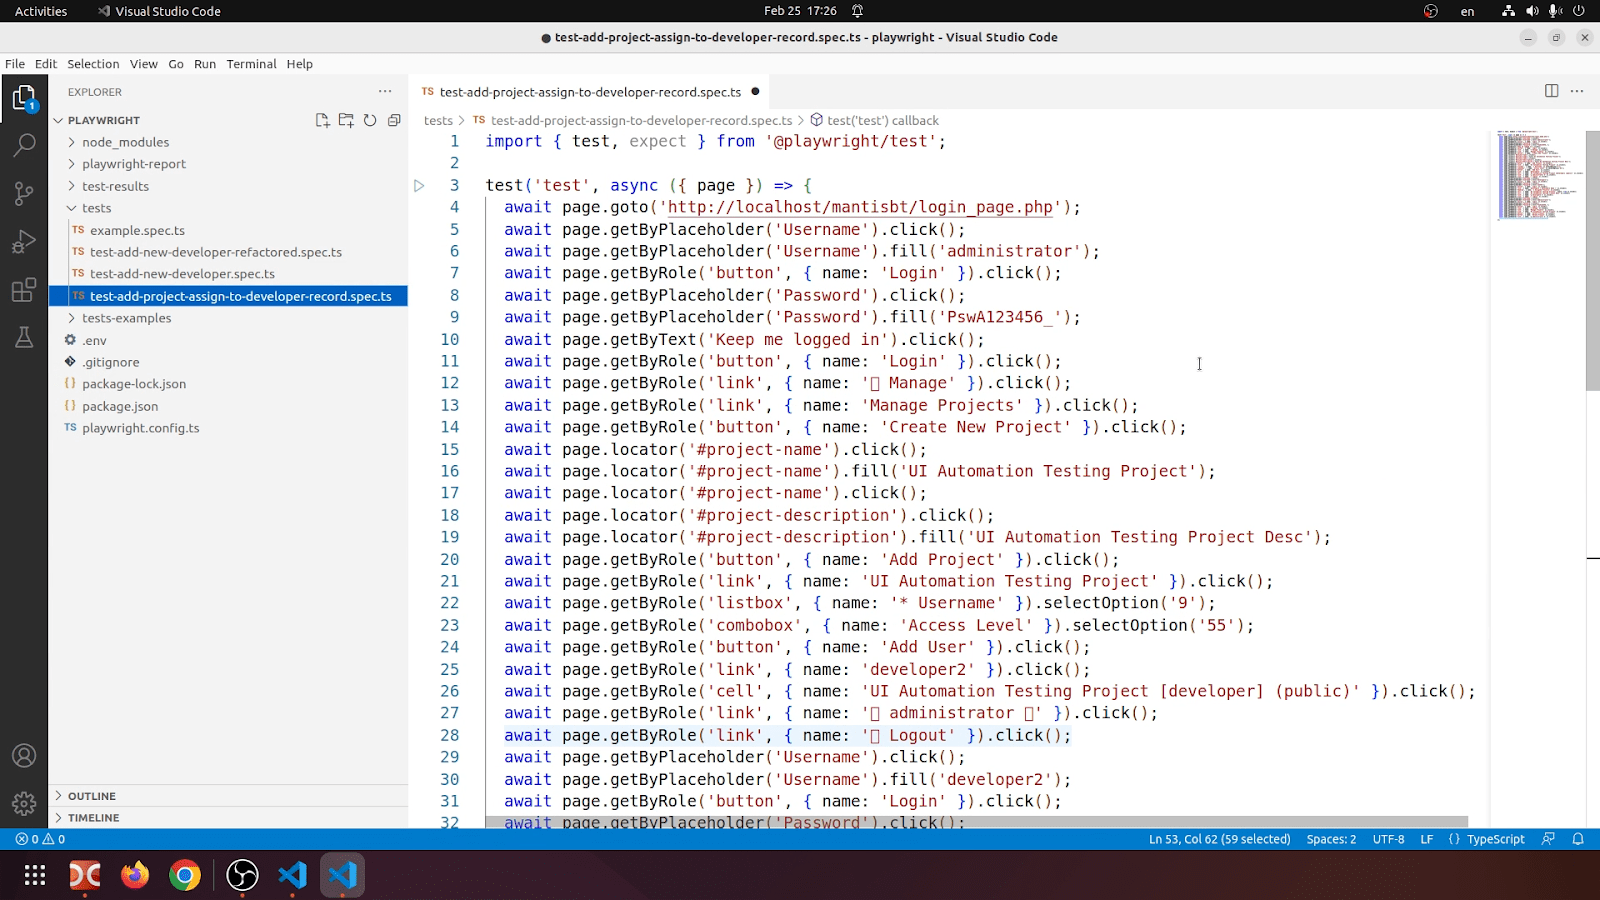 Activities
Visual Studio Code
Feb 25 17:26
en
● test-add-project-assign-to-developer-record.spec.ts - playwright - Visual Studio Code
File Edit Selection View Go Run Terminal Help
EXPLORER
TS test-add-project-assign-to-developer-record.spec.ts ●
tests > TS test-add-project-assign-to-developer-record.spec.ts > test('test') callback
1
PLAYWRIGHT
node_modules
playwright-report
test-results
tests
TS example.spec.ts
TS test-add-new-developer-refactored.spec.ts
TS test-add-new-developer.spec.ts
TS test-add-project-assign-to-developer-record.spec.ts
tests-examples
.env
.gitignore
{} package-lock.json
{} package.json
TS playwright.config.ts
OUTLINE
TIMELINE
1 import { test, expect } from '@playwright/test';
2
3 test('test', async ({ page }) => {
4 await page.goto('http://localhost/mantisbt/login_page.php');
5 await page.getByPlaceholder('Username').click();
6 await page.getByPlaceholder('Username').fill('administrator');
7 await page.getByRole('button', { name: 'Login' }).click();
8 await page.getByPlaceholder('Password').click();
9 await page.getByPlaceholder('Password').fill('PswA123456_');
10 await page.getByText('Keep me logged in').click();
11 await page.getByRole('button', { name: 'Login' }).click();
12 await page.getByRole('link', { name: ' Manage' }).click();
13 await page.getByRole('link', { name: 'Manage Projects' }).click();
14 await page.getByRole('button', { name: 'Create New Project' }).click();
15 await page.locator('#project-name').click();
16 await page.locator('#project-name').fill('UI Automation Testing Project');
17 await page.locator('#project-name').click();
18 await page.locator('#project-description').click();
19 await page.locator('#project-description').fill('UI Automation Testing Project Desc');
20 await page.getByRole('button', { name: 'Add Project' }).click();
21 await page.getByRole('link', { name: 'UI Automation Testing Project' }).click();
22 await page.getByRole('listbox', { name: '* Username' }).selectOption('9');
23 await page.getByRole('combobox', { name: 'Access Level' }).selectOption('55');
24 await page.getByRole('button', { name: 'Add User' }).click();
25 await page.getByRole('link', { name: 'developer2' }).click();
26 await page.getByRole('cell', { name: 'UI Automation Testing Project [developer] (public)' }).click();
27 await page.getByRole('link', { name: ' administrator ' }).click();
28 await page.getByRole('link', { name: ' Logout' }).click();
29 await page.getByPlaceholder('Username').click();
30 await page.getByPlaceholder('Username').fill('developer2');
31 await page.getByRole('button', { name: 'Login' }).click();
32 await page.getByPlaceholder('Password').click();
0 0
Ln 53, Col 62 (59 selected) Spaces: 2 UTF-8 LF {} TypeScript